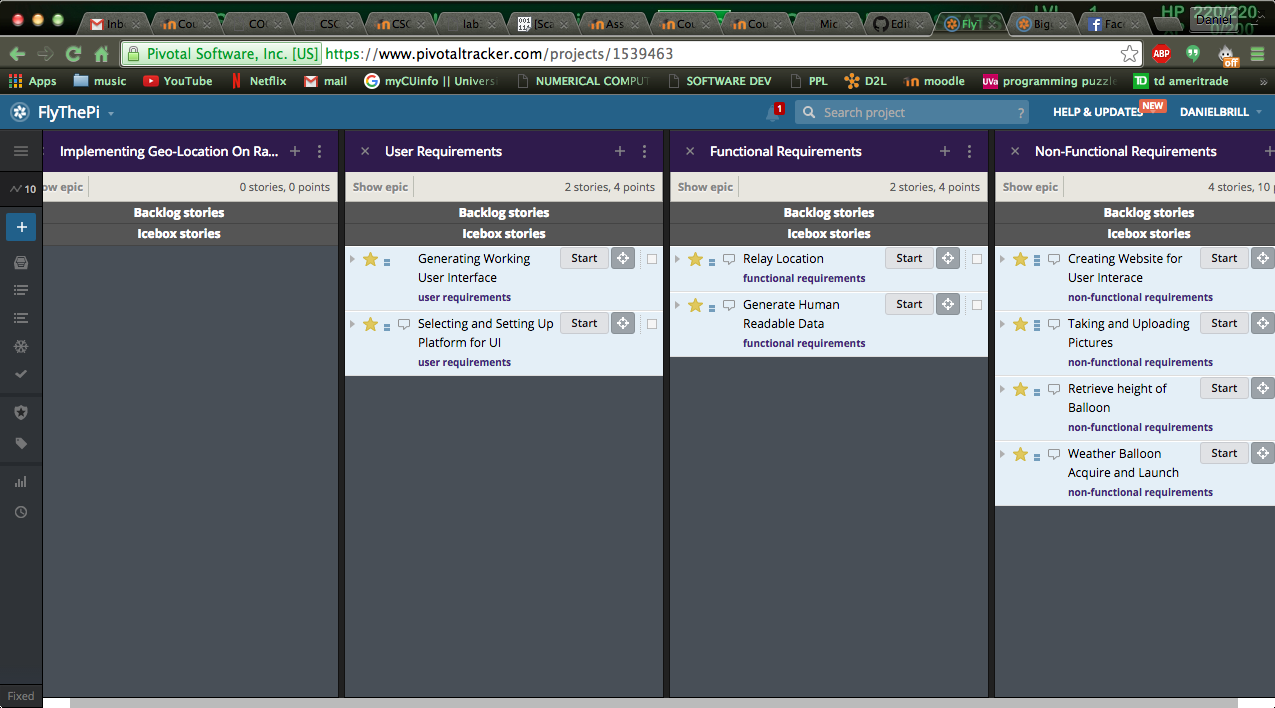 LVL 1 HP 220/220
Daniel
Inb Cou COM CSC CSC lab [Sca Ass Cou Cou Mic Edit Fly Big Fac
Pivotal Software, Inc. [US] https://www.pivotaltracker.com/projects/1539463 ABP off
Apps music YouTube Netflix mail myCUinfo || Univers NUMERICAL COMPUT SOFTWARE DEV PPL D2L moodle UVa programming puzzle TD td ameritrade »
FlyThePi 1 Search project ? HELP & UPDATES NEW DANIELBRILL
Implementing Geo-Location On Ra... + × User Requirements + × Functional Requirements + × Non-Functional Requirements +
10 ow epic 0 stories, 0 points Show epic 2 stories, 4 points Show epic 2 stories, 4 points Show epic 4 stories, 10 p
Backlog stories Backlog stories Backlog stories Backlog stories
Icebox stories Icebox stories Icebox stories Icebox stories
Generating Working Start
User Interface
user requirements
Selecting and Setting Up Start
Platform for UI
user requirements
Relay Location Start
functional requirements
Generate Human Start
Readable Data
functional requirements
Creating Website for Start
User Interace
non-functional requirements
Taking and Uploading Start
Pictures
non-functional requirements
Retrieve height of Start
Balloon
non-functional requirements
Weather Balloon Start
Acquire and Launch
non-functional requirements
Fixed